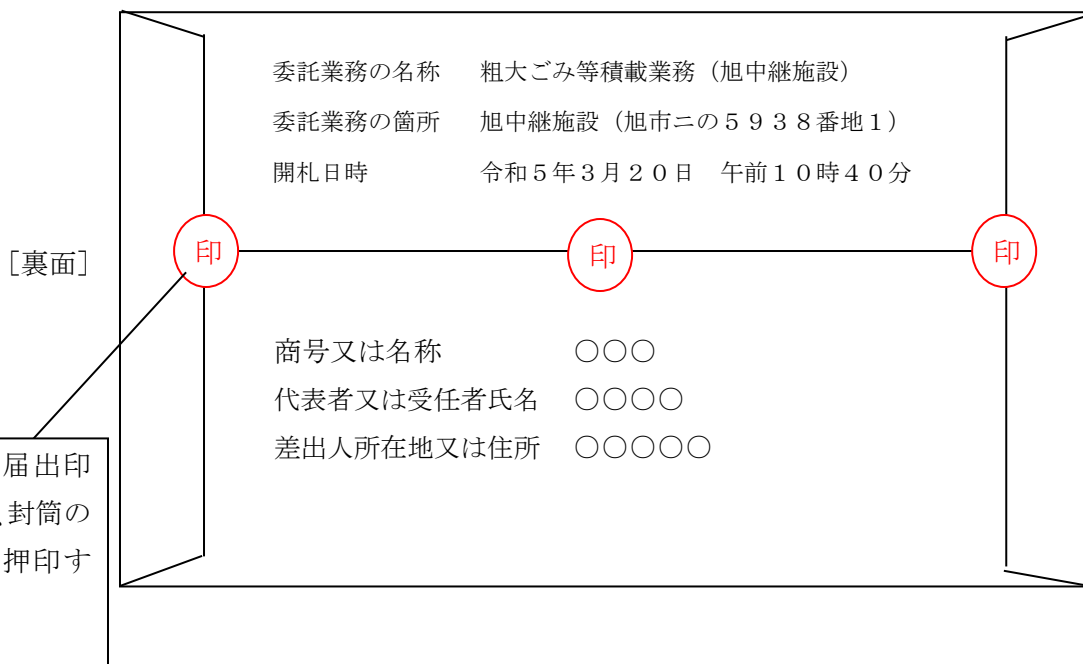 委託業務の名称　粗大ごみ等積載業務（旭中継施設）
委託業務の箇所　旭中継施設（旭市ニの５９３８番地１）
開札日時　令和５年３月２０日　午前１０時４０分
［裏面］
印　印　印
商号又は名称　○○○
代表者又は受任者氏名　○○○○
差出人所在地又は住所　○○○○○
届出印
封筒の
押印す